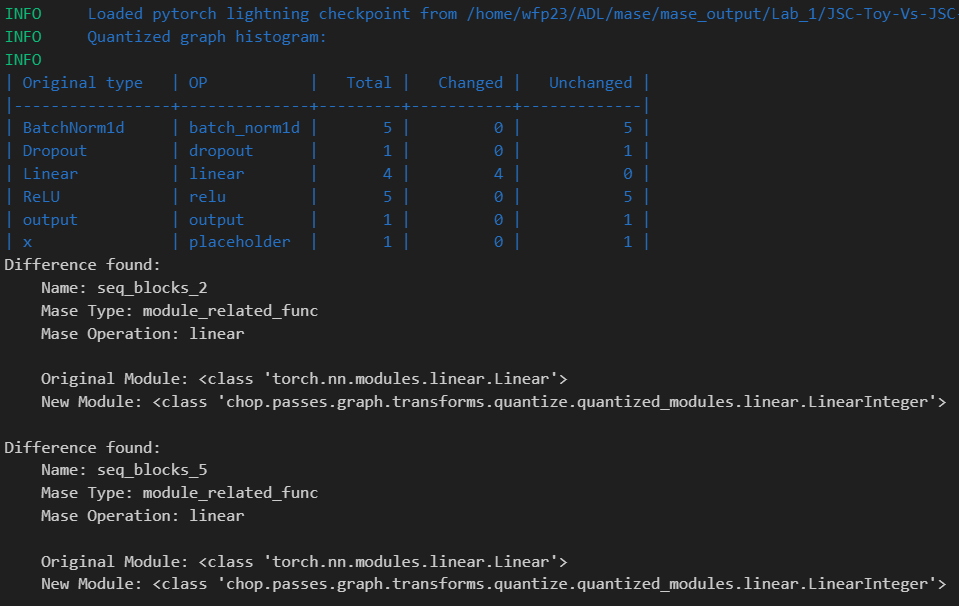 INFO     Loaded pytorch lightning checkpoint from /home/wfp23/ADL/mase/mase_output/Lab_1/JSC-Toy-Vs-JSC-
INFO     Quantized graph histogram:
INFO
| Original type   | OP           |   Total |   Changed |   Unchanged |
|-----------------+--------------+---------+-----------+-------------|
| BatchNorm1d     | batch_norm1d |       5 |         0 |           5 |
| Dropout         | dropout      |       1 |         0 |           1 |
| Linear          | linear       |       4 |         4 |           0 |
| ReLU            | relu         |       5 |         0 |           5 |
| output          | output       |       1 |         0 |           1 |
| x               | placeholder  |       1 |         0 |           1 |
Difference found:
    Name: seq_blocks_2
    Mase Type: module_related_func
    Mase Operation: linear
    Original Module: <class 'torch.nn.modules.linear.Linear'>
    New Module: <class 'chop.passes.graph.transforms.quantize.quantized_modules.linear.LinearInteger'>
Difference found:
    Name: seq_blocks_5
    Mase Type: module_related_func
    Mase Operation: linear
    Original Module: <class 'torch.nn.modules.linear.Linear'>
    New Module: <class 'chop.passes.graph.transforms.quantize.quantized_modules.linear.LinearInteger'>